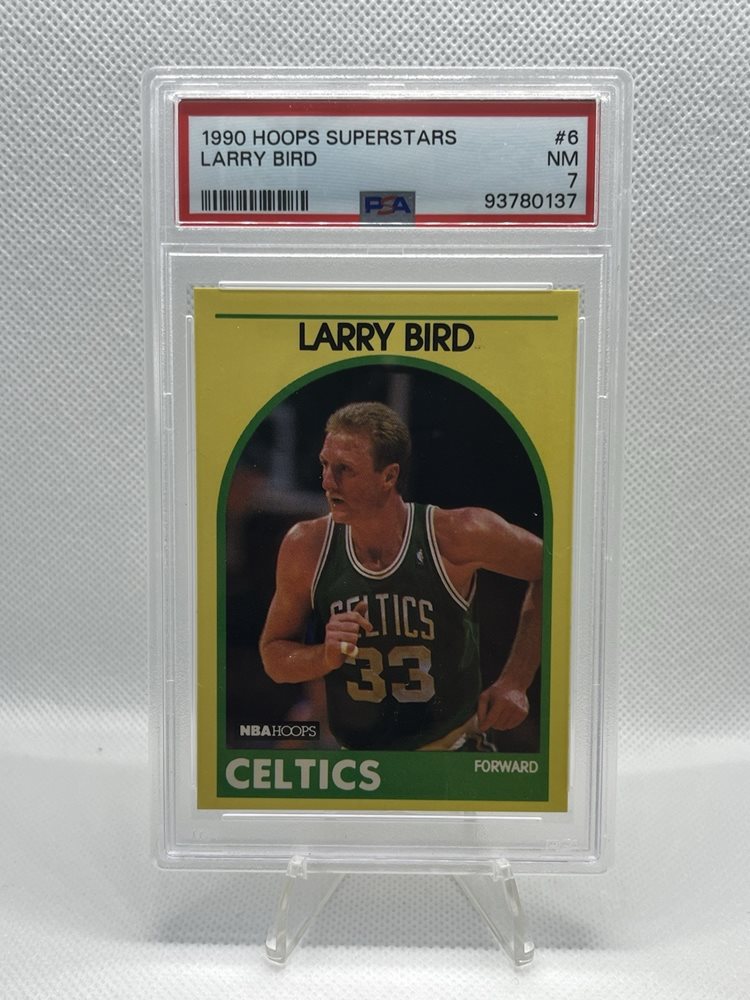 1990 HOOPS SUPERSTARS #6
LARRY BIRD NM
7
PSA 93780137
LARRY BIRD
CELTICS
33
NBA HOOPS
CELTICS FORWARD